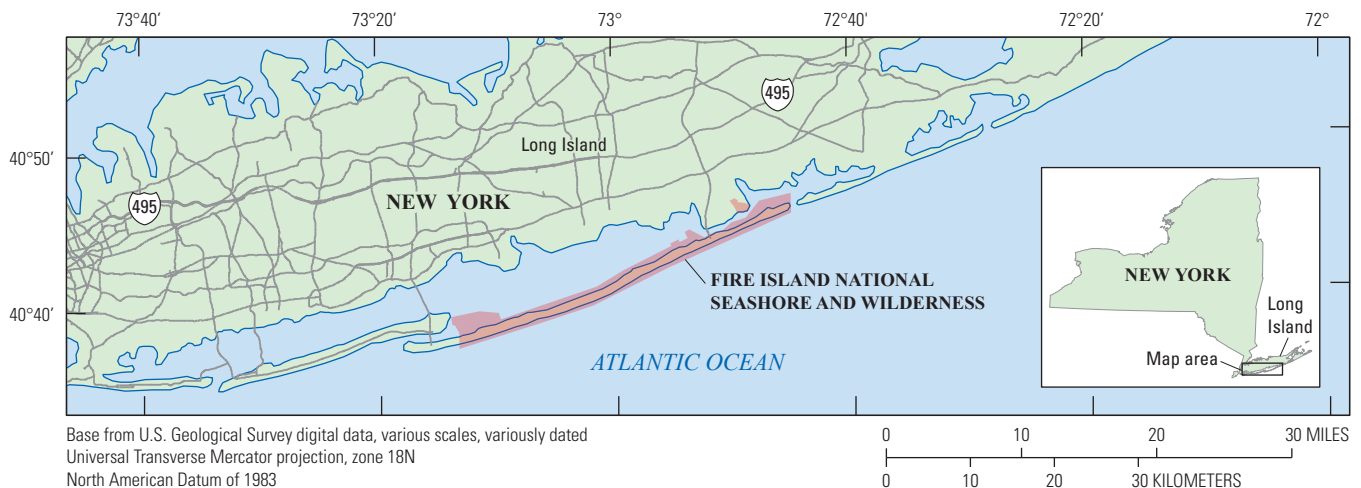 73°40' 73°20' 73° 72°40' 72°20' 72°
495
Long Island
40°50'
495
NEW YORK
FIRE ISLAND NATIONAL
SEASHORE AND WILDERNESS
40°40'
ATLANTIC OCEAN
NEW YORK
Long
Island
Map area
Base from U.S. Geological Survey digital data, various scales, variously dated
Universal Transverse Mercator projection, zone 18N
North American Datum of 1983
0 10 20 30 MILES
0 10 20 30 KILOMETERS